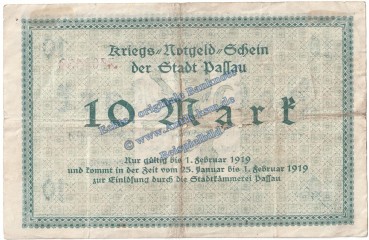 Kriegs-Notgeld-Schein
der Stadt Passau
10 Mark
Nur gültig bis 1. Februar 1919
und kommt in der Zeit vom 25. Januar bis 1. Februar 1919
zur Einlösung durch die Stadtkämmerei Passau